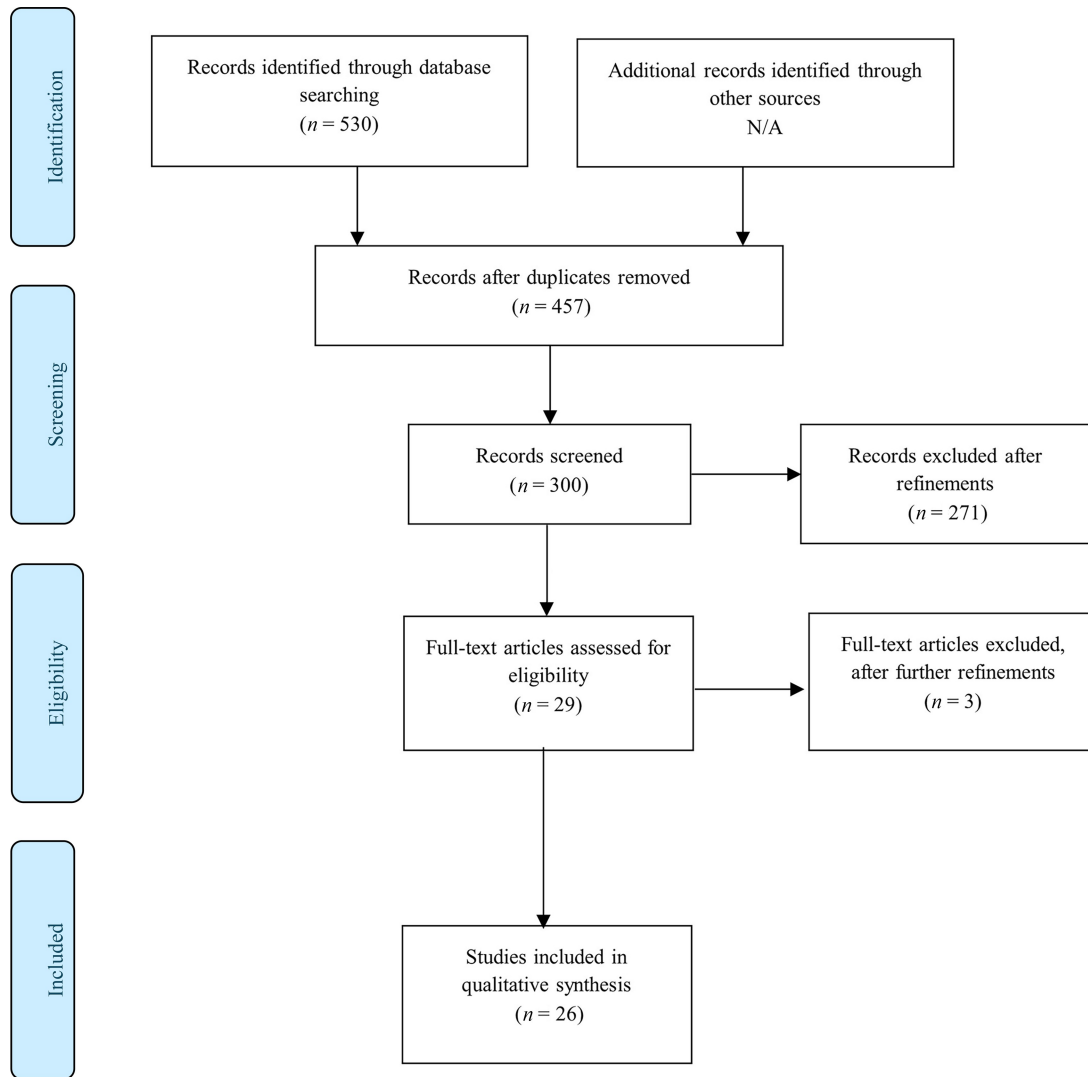 Identification
Records identified through database
searching
(n = 530)
Additional records identified through
other sources
N/A
Records after duplicates removed
(n = 457)
Screening
Records screened
(n = 300)
Records excluded after
refinements
(n = 271)
Eligibility
Full-text articles assessed for
eligibility
(n = 29)
Full-text articles excluded,
after further refinements
(n = 3)
Included
Studies included in
qualitative synthesis
(n = 26)